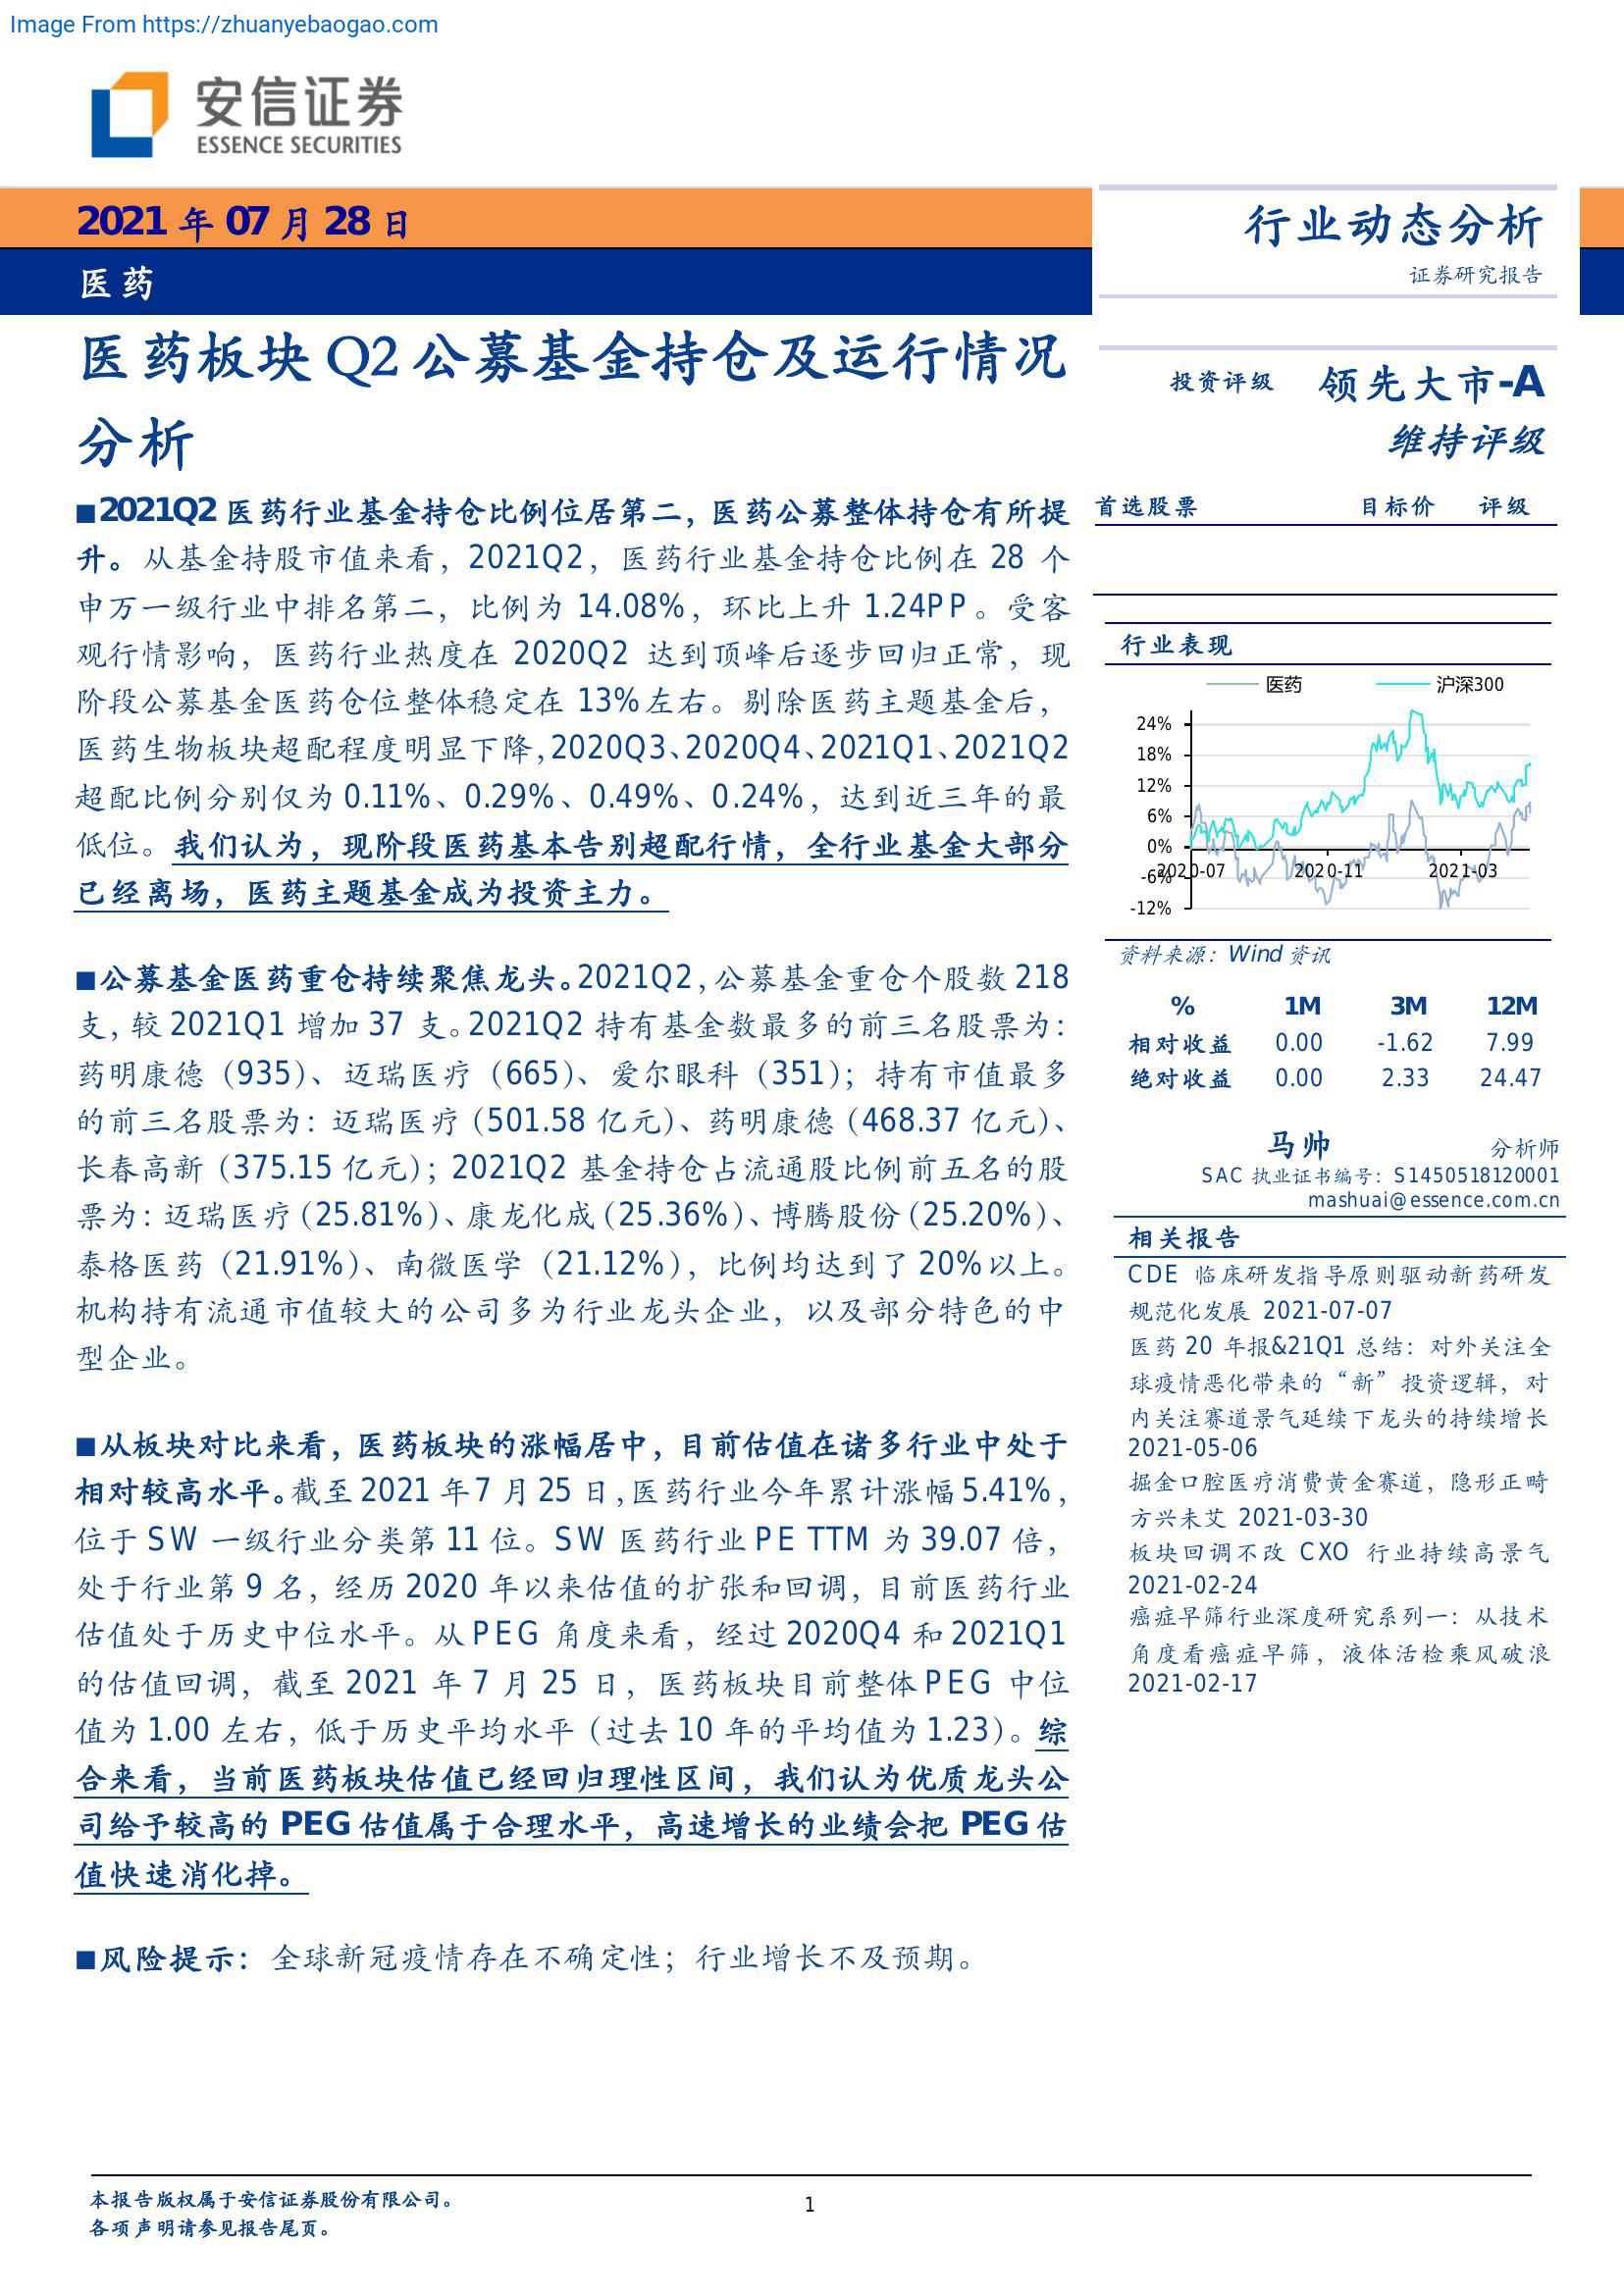 Image From https://zhuanyebaogao.com
安信证券
ESSENCE SECURITIES
2021 年 07 月 28 日
医药
行业动态分析
证券研究报告
医药板块 Q2 公募基金持仓及运行情况
分析
■2021Q2 医药行业基金持仓比例位居第二，医药公募整体持仓有所提
升。从基金持股市值来看，2021Q2，医药行业基金持仓比例在 28 个
申万一级行业中排名第二，比例为 14.08%，环比上升 1.24PP。受客
观行情影响，医药行业热度在 2020Q2 达到顶峰后逐步回归正常，现
阶段公募基金医药仓位整体稳定在 13%左右。剔除医药主题基金后，
医药生物板块超配程度明显下降，2020Q3、2020Q4、2021Q1、2021Q2
超配比例分别仅为 0.11%、0.29%、0.49%、0.24%，达到近三年的最
低位。我们认为，现阶段医药基本告别超配行情，全行业基金大部分
已经离场，医药主题基金成为投资主力。
■公募基金医药重仓持续聚焦龙头。2021Q2，公募基金重仓个股数 218
支，较 2021Q1 增加 37 支。2021Q2 持有基金数最多的前三名股票为：
药明康德（935）、迈瑞医疗（665）、爱尔眼科（351）；持有市值最多
的前三名股票为：迈瑞医疗（501.58 亿元）、药明康德（468.37 亿元）、
长春高新（375.15 亿元）；2021Q2 基金持仓占流通股比例前五名的股
票为：迈瑞医疗（25.81%）、康龙化成（25.36%）、博腾股份（25.20%）、
泰格医药（21.91%）、南微医学（21.12%），比例均达到了 20%以上。
机构持有流通市值较大的公司多为行业龙头企业，以及部分特色的中
型企业。
■从板块对比来看，医药板块的涨幅居中，目前估值在诸多行业中处于
相对较高水平。截至 2021 年 7 月 25 日，医药行业今年累计涨幅 5.41%，
位于 SW 一级行业分类第 11 位。SW 医药行业 PE TTM 为 39.07 倍，
处于行业第 9 名，经历 2020 年以来估值的扩张和回调，目前医药行业
估值处于历史中位水平。从 PEG 角度来看，经过 2020Q4 和 2021Q1
的估值回调，截至 2021 年 7 月 25 日，医药板块目前整体 PEG 中位
值为 1.00 左右，低于历史平均水平（过去 10 年的平均值为 1.23）。综
合来看，当前医药板块估值已经回归理性区间，我们认为优质龙头公
司给予较高的 PEG 估值属于合理水平，高速增长的业绩会把 PEG 估
值快速消化掉。
■风险提示：全球新冠疫情存在不确定性；行业增长不及预期。
投资评级 领先大市-A
维持评级
首选股票 目标价 评级
行业表现
医药 沪深300
24%
18%
12%
6%
0%
-6%
-12%
2020-07 2020-11 2021-03
资料来源：Wind 资讯
% 1M 3M 12M
相对收益 0.00 -1.62 7.99
绝对收益 0.00 2.33 24.47
马帅 分析师
SAC 执业证书编号：S1450518120001
mashuai@essence.com.cn
相关报告
CDE 临床研发指导原则驱动新药研发
规范化发展 2021-07-07
医药 20 年报&21Q1 总结：对外关注全
球疫情恶化带来的“新”投资逻辑，对
内关注赛道景气延续下龙头的持续增长
2021-05-06
掘金口腔医疗消费黄金赛道，隐形正畸
方兴未艾 2021-03-30
板块回调不改 CXO 行业持续高景气
2021-02-24
癌症早筛行业深度研究系列一：从技术
角度看癌症早筛，液体活检乘风破浪
2021-02-17
本报告版权属于安信证券股份有限公司。
各项声明请参见报告尾页。
1